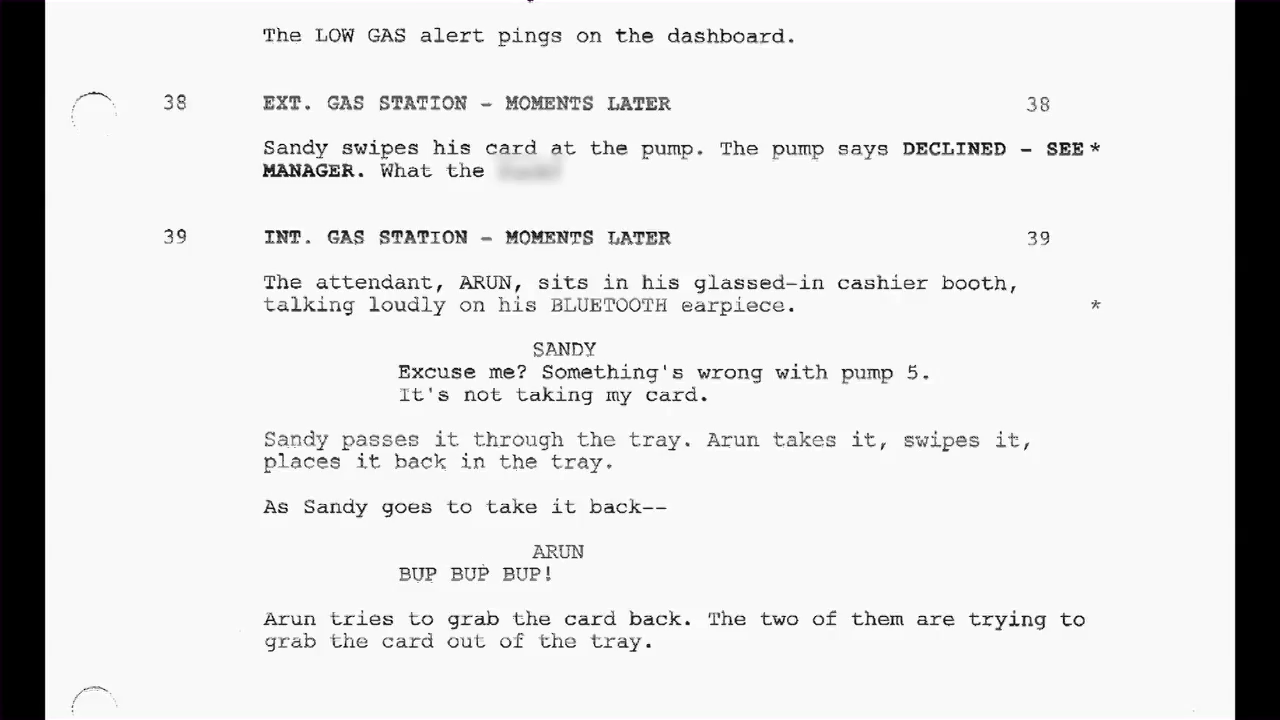 The LOW GAS alert pings on the dashboard.
38 EXT. GAS STATION - MOMENTS LATER 38
Sandy swipes his card at the pump. The pump says DECLINED - SEE *
MANAGER. What the
39 INT. GAS STATION - MOMENTS LATER 39
The attendant, ARUN, sits in his glassed-in cashier booth,
talking loudly on his BLUETOOTH earpiece. *
SANDY
Excuse me? Something's wrong with pump 5.
It's not taking my card.
Sandy passes it through the tray. Arun takes it, swipes it,
places it back in the tray.
As Sandy goes to take it back--
ARUN
BUP BUP BUP!
Arun tries to grab the card back. The two of them are trying to
grab the card out of the tray.